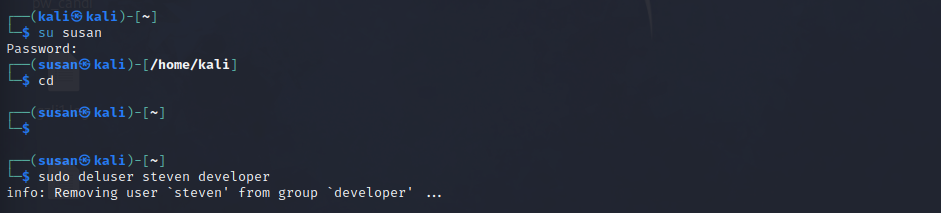 ┌──(kali㉿kali)-[~]
└─$ su susan
Password:
┌──(susan㉿kali)-[/home/kali]
└─$ cd
┌──(susan㉿kali)-[~]
└─$
┌──(susan㉿kali)-[~]
└─$ sudo deluser steven developer
info: Removing user `steven' from group `developer' ...